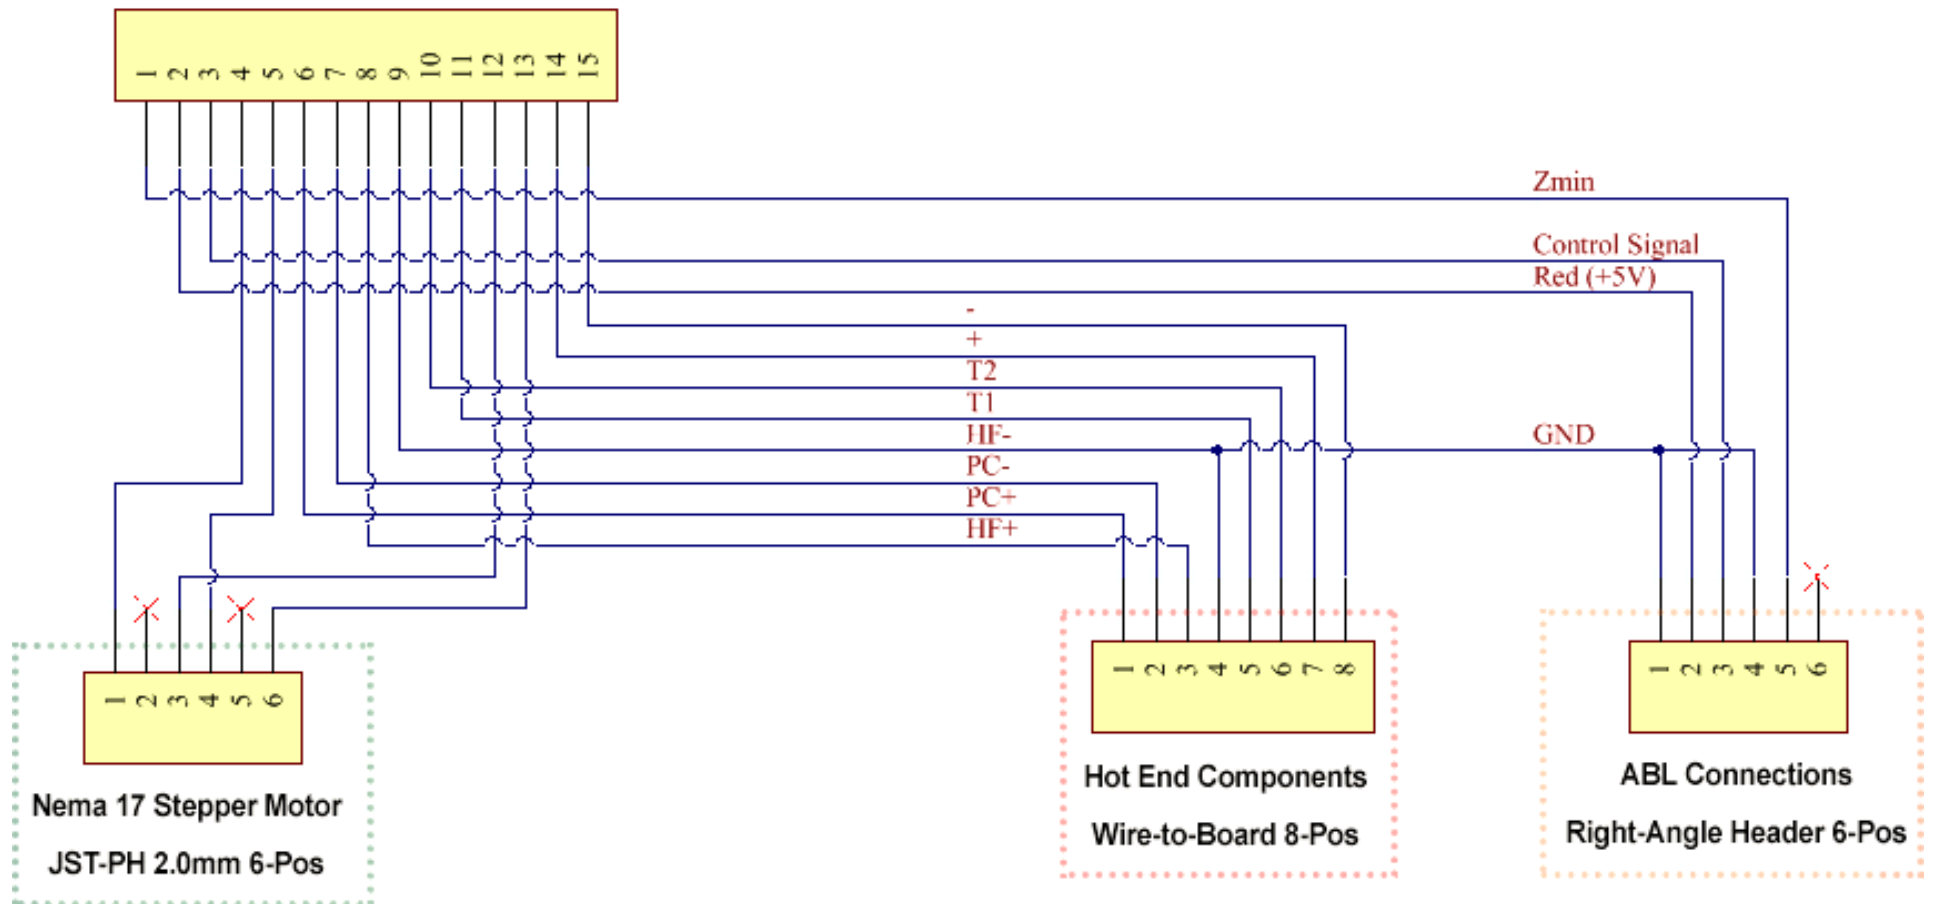 1 2 3 4 5 6 7 8 9 10 11 12 13 14 15
Zmin
Control Signal
Red (+5V)
-
+
T2
T1
HF-
GND
PC-
PC+
HF+
1 2 3 4 5 6
Nema 17 Stepper Motor
JST-PH 2.0mm 6-Pos
1 2 3 4 5 6 7 8
Hot End Components
Wire-to-Board 8-Pos
1 2 3 4 5 6
ABL Connections
Right-Angle Header 6-Pos